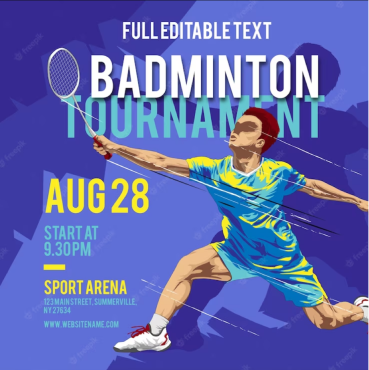 FULL EDITABLE TEXT
BADMINTON
TOURNAMENT
AUG 28
START AT
9.30PM
SPORT ARENA
123 MAIN STREET, SUMMERVILLE,
NY 27634
WWW.WEBSITENAME.COM